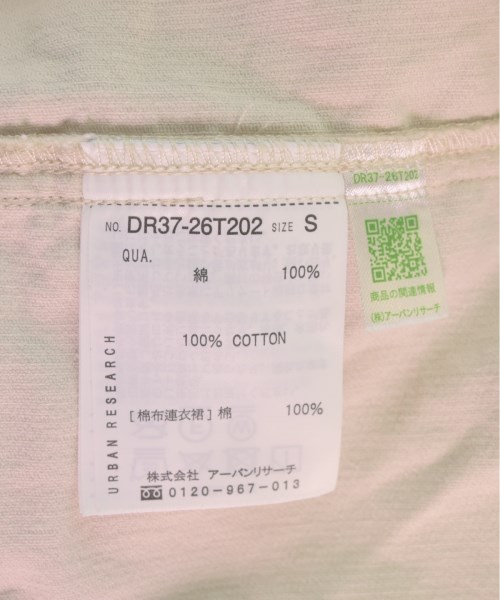 NO. DR37-26T202 SIZE S
QUA.
綿 100%
100% COTTON
[棉布連衣裙] 棉 100%
URBAN RESEARCH
株式会社 アーバンリサーチ
0120-967-013
DR37-26T202
商品の関連情報
(株)アーバンリサーチ